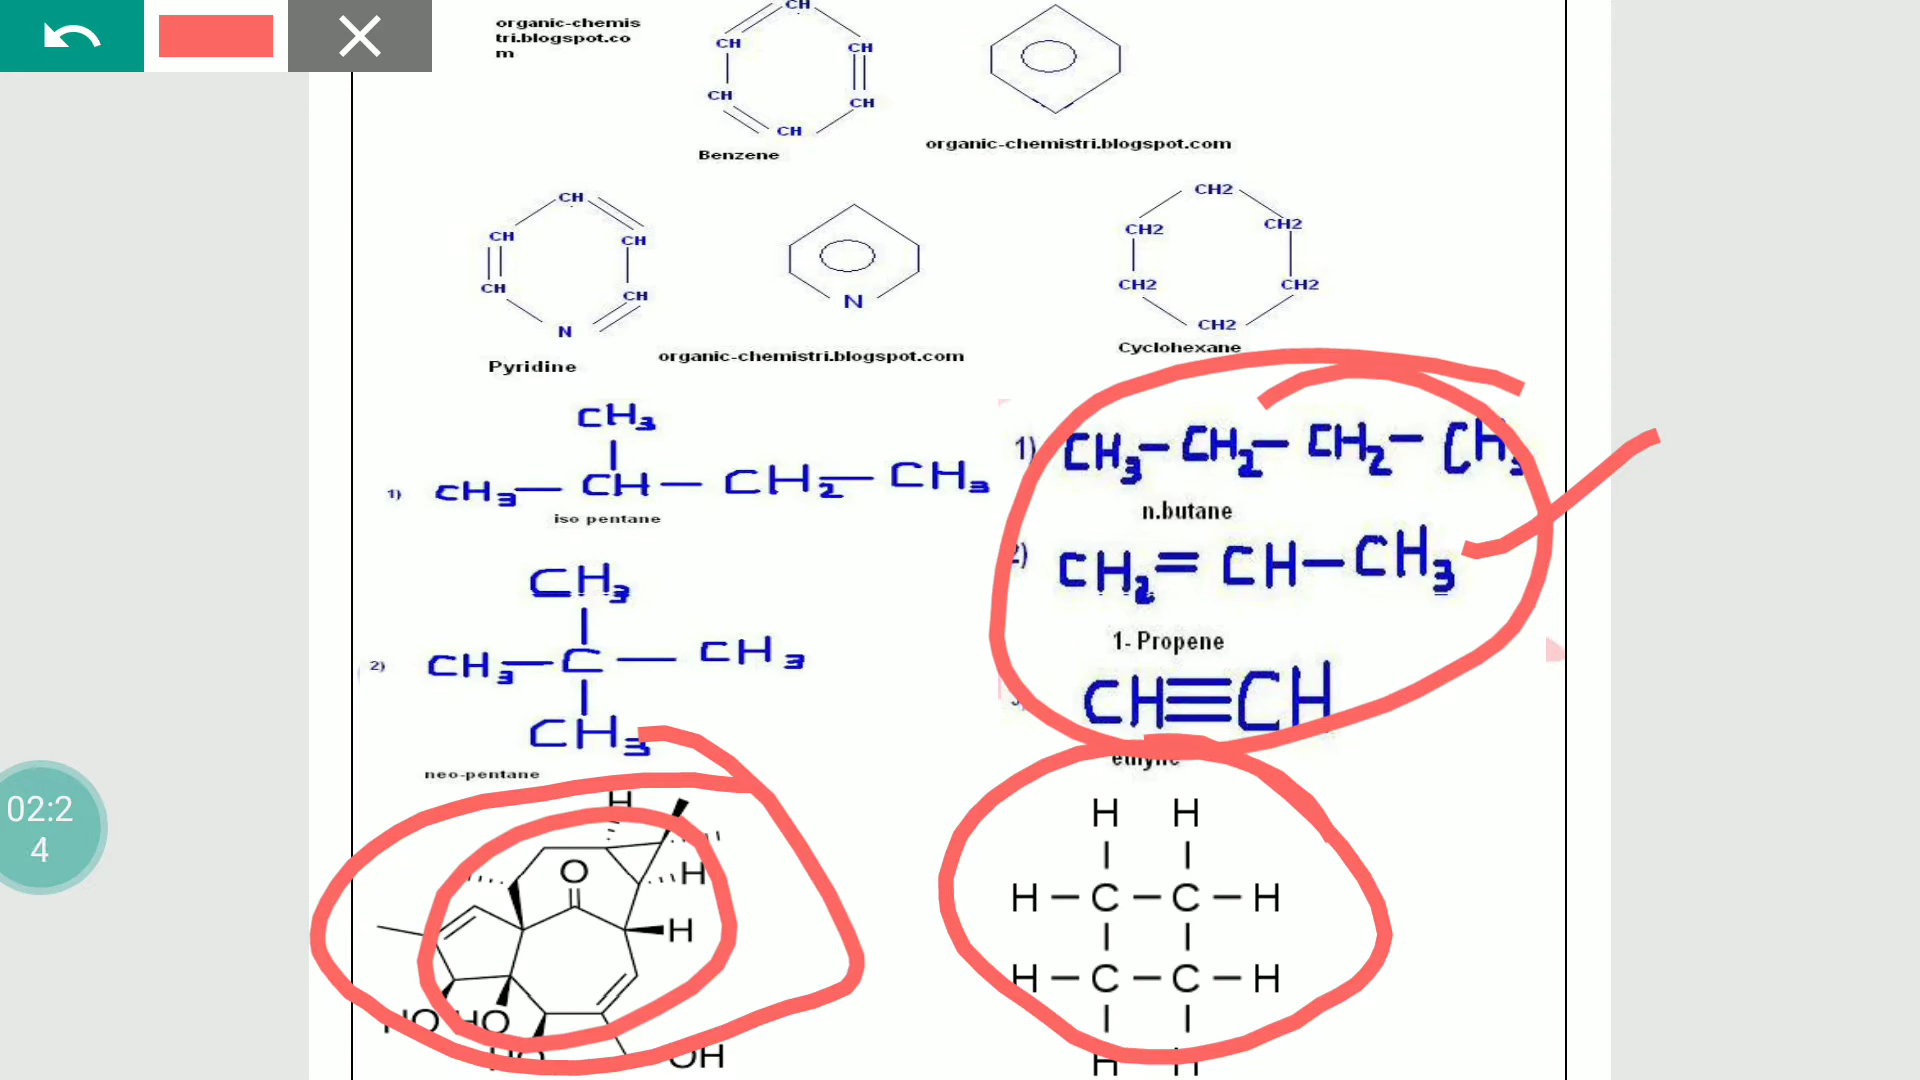 organic-chemis
tri.blogspot.co
m
CH
CH
CH
CH
CH
CH
Benzene
organic-chemistri.blogspot.com
CH
CH
CH
CH
CH
N
Pyridine
N
organic-chemistri.blogspot.com
CH2
CH2
CH2
CH2
CH2
CH2
Cyclohexane
CH3
1) CH3 — CH — CH2 — CH3
iso pentane
CH3
2) CH3 — C — CH3
CH3
neo-pentane
1) CH3 — CH2 — CH2 — CH3
n.butane
2) CH2 = CH — CH3
1- Propene
CH≡CH
H
O
H
H
HO HO
HO OH
H H
H — C — C — H
H — C — C — H
H H
02:2
4